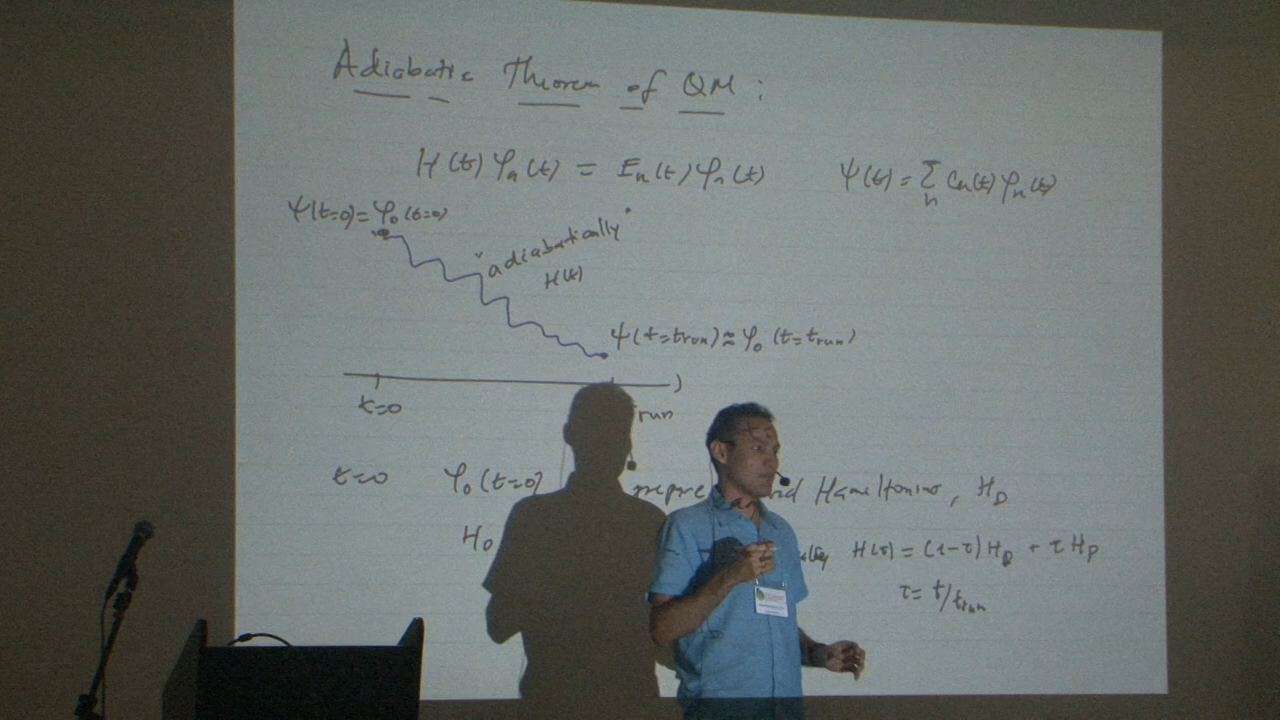 Adiabatic Theorem of QM :
H(t) φn(t) = En(t) φn(t)
Ψ(t) = Σn Cn(t) φn(t)
Ψ(t=0) = φ0(t=0)
"adiabatically"
H(t)
Ψ(t=trun) ≈ φ0 (t=trun)
t=0
run
t=0 φ0(t=0) Hamiltonian, HD
H0 H(τ) = (1-τ) HD + τ HP
τ = t/trun